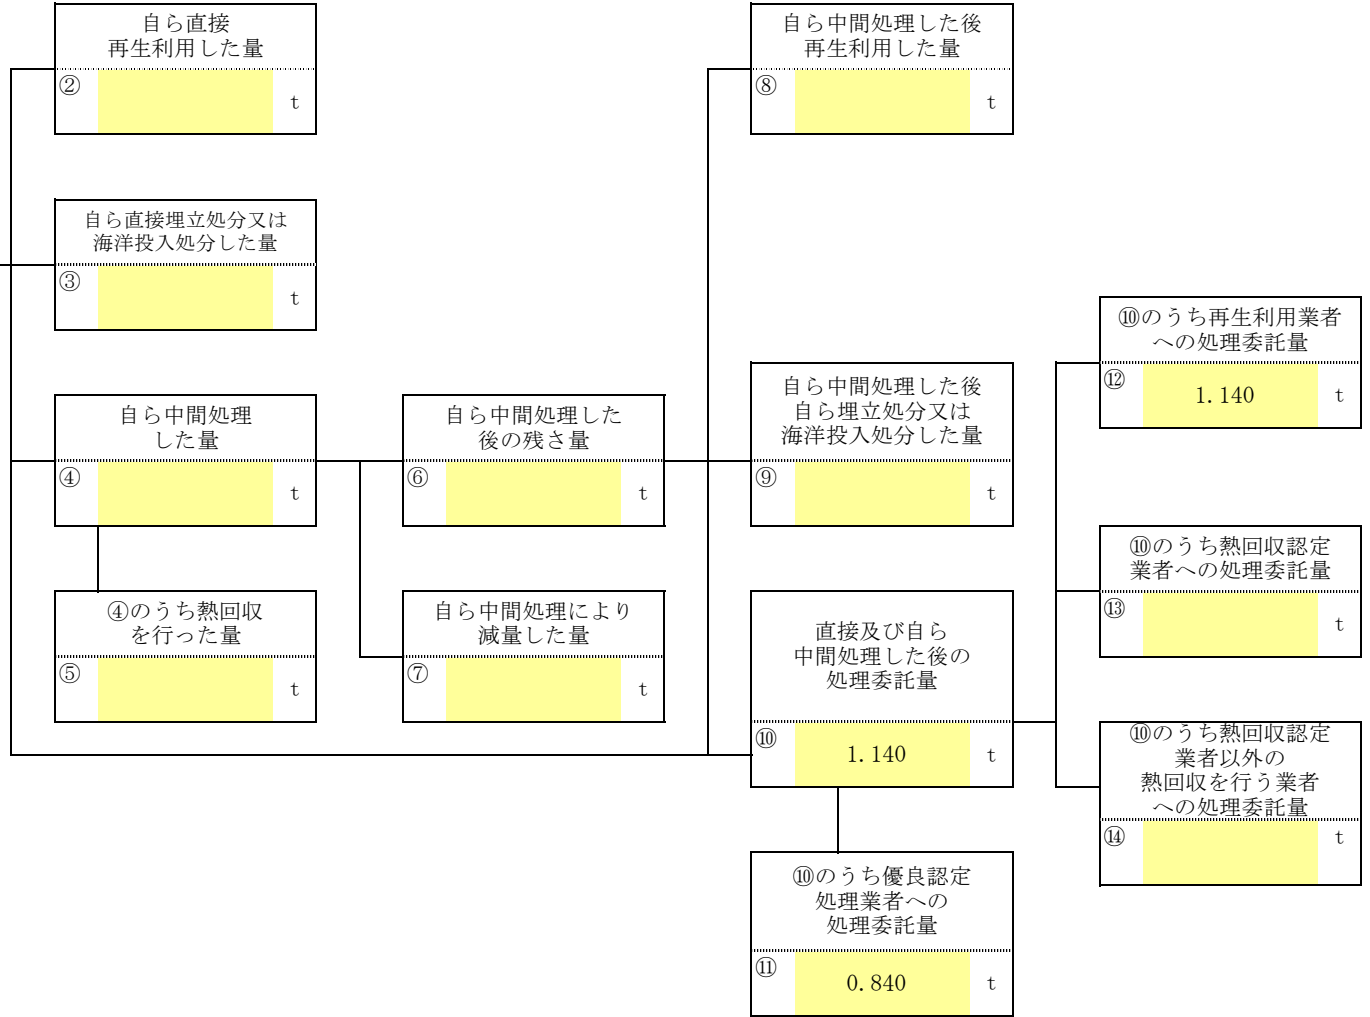 自ら直接
再生利用した量
②
t
自ら中間処理した後
再生利用した量
⑧
t
自ら直接埋立処分又は
海洋投入処分した量
③
t
⑩のうち再生利用業者
への処理委託量
⑫
1.140
t
自ら中間処理
した量
④
t
自ら中間処理した
後の残さ量
⑥
t
自ら中間処理した後
自ら埋立処分又は
海洋投入処分した量
⑨
t
⑩のうち熱回収認定
業者への処理委託量
⑬
t
④のうち熱回収
を行った量
⑤
t
自ら中間処理により
減量した量
⑦
t
直接及び自ら
中間処理した後の
処理委託量
⑩
1.140
t
⑩のうち熱回収認定
業者以外の
熱回収を行う業者
への処理委託量
⑭
t
⑩のうち優良認定
処理業者への
処理委託量
⑪
0.840
t